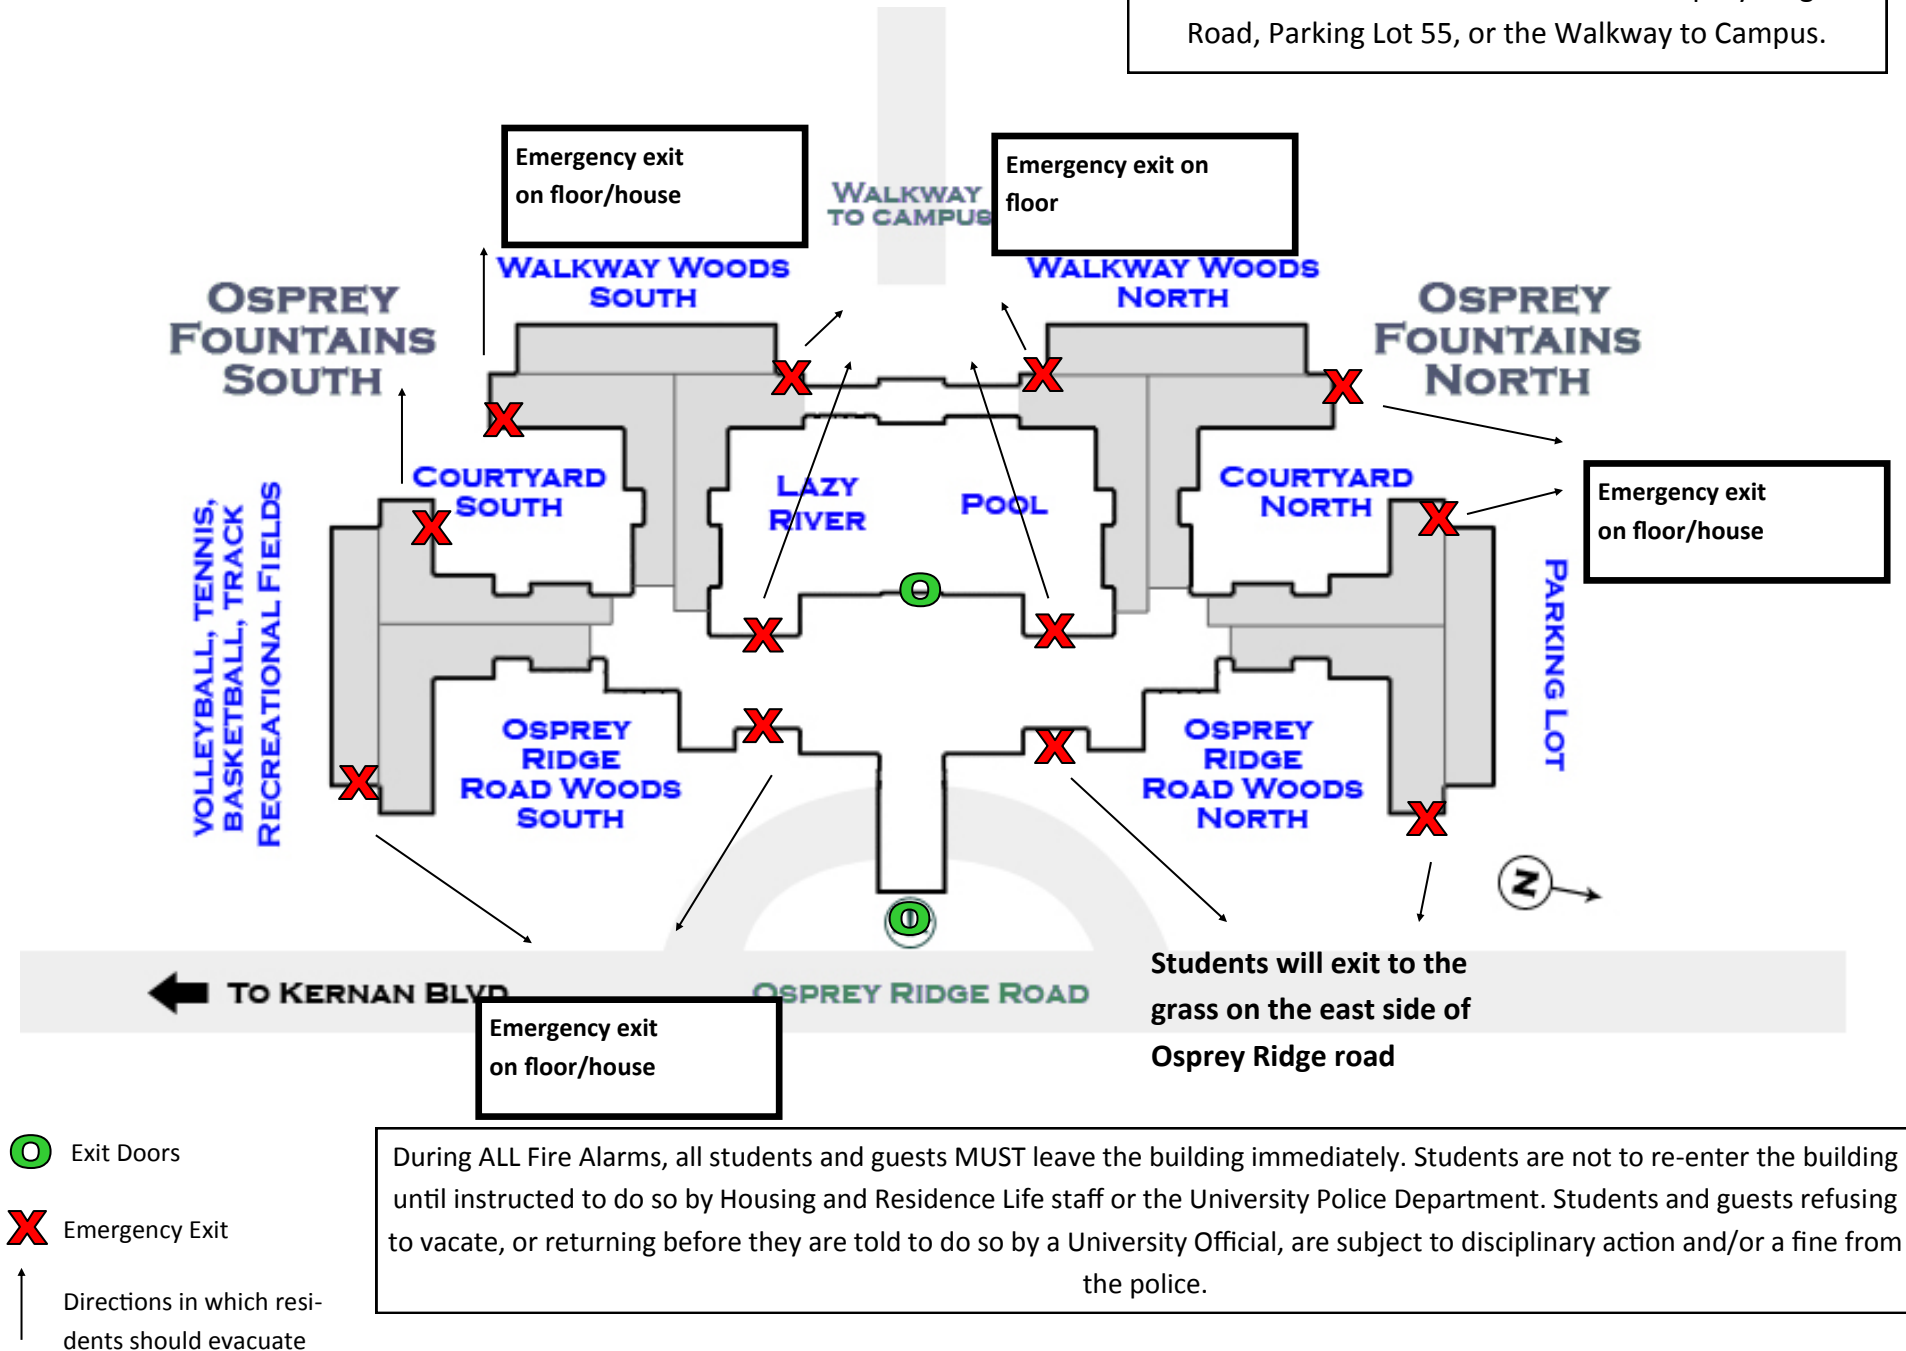 Road, Parking Lot 55, or the Walkway to Campus.
Emergency exit
on floor/house
WALKWAY
TO CAMPUS
Emergency exit on
floor
WALKWAY WOODS
SOUTH
WALKWAY WOODS
NORTH
OSPREY
FOUNTAINS
SOUTH
OSPREY
FOUNTAINS
NORTH
COURTYARD
SOUTH
LAZY
RIVER
POOL
COURTYARD
NORTH
Emergency exit
on floor/house
VOLLEYBALL, TENNIS,
BASKETBALL, TRACK
RECREATIONAL FIELDS
PARKING LOT
X
X
X
X
X
X
O
X
X
X
X
X
X
OSPREY
RIDGE
ROAD WOODS
SOUTH
OSPREY
RIDGE
ROAD WOODS
NORTH
N
O
TO KERNAN BLVD
OSPREY RIDGE ROAD
Students will exit to the
grass on the east side of
Osprey Ridge road
Emergency exit
on floor/house
O Exit Doors
X Emergency Exit
Directions in which resi-
dents should evacuate
During ALL Fire Alarms, all students and guests MUST leave the building immediately. Students are not to re-enter the building
until instructed to do so by Housing and Residence Life staff or the University Police Department. Students and guests refusing
to vacate, or returning before they are told to do so by a University Official, are subject to disciplinary action and/or a fine from
the police.